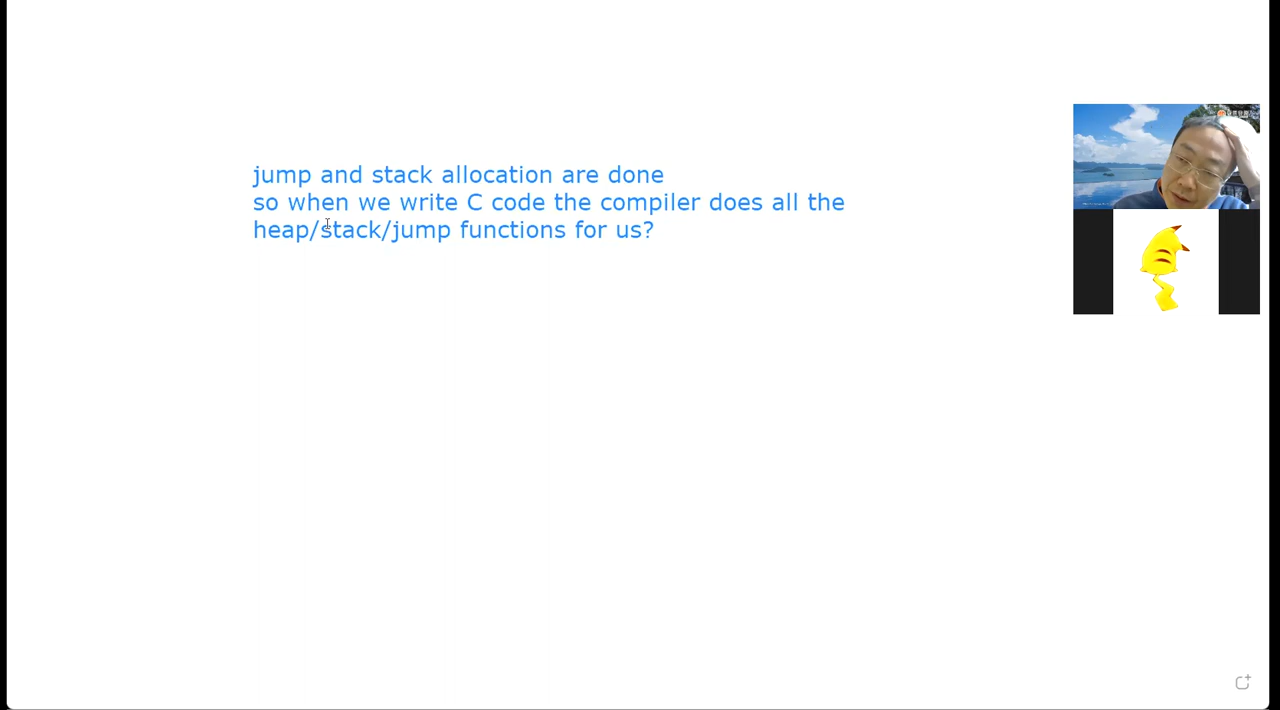 jump and stack allocation are done
so when we write C code the compiler does all the
heap/stack/jump functions for us?